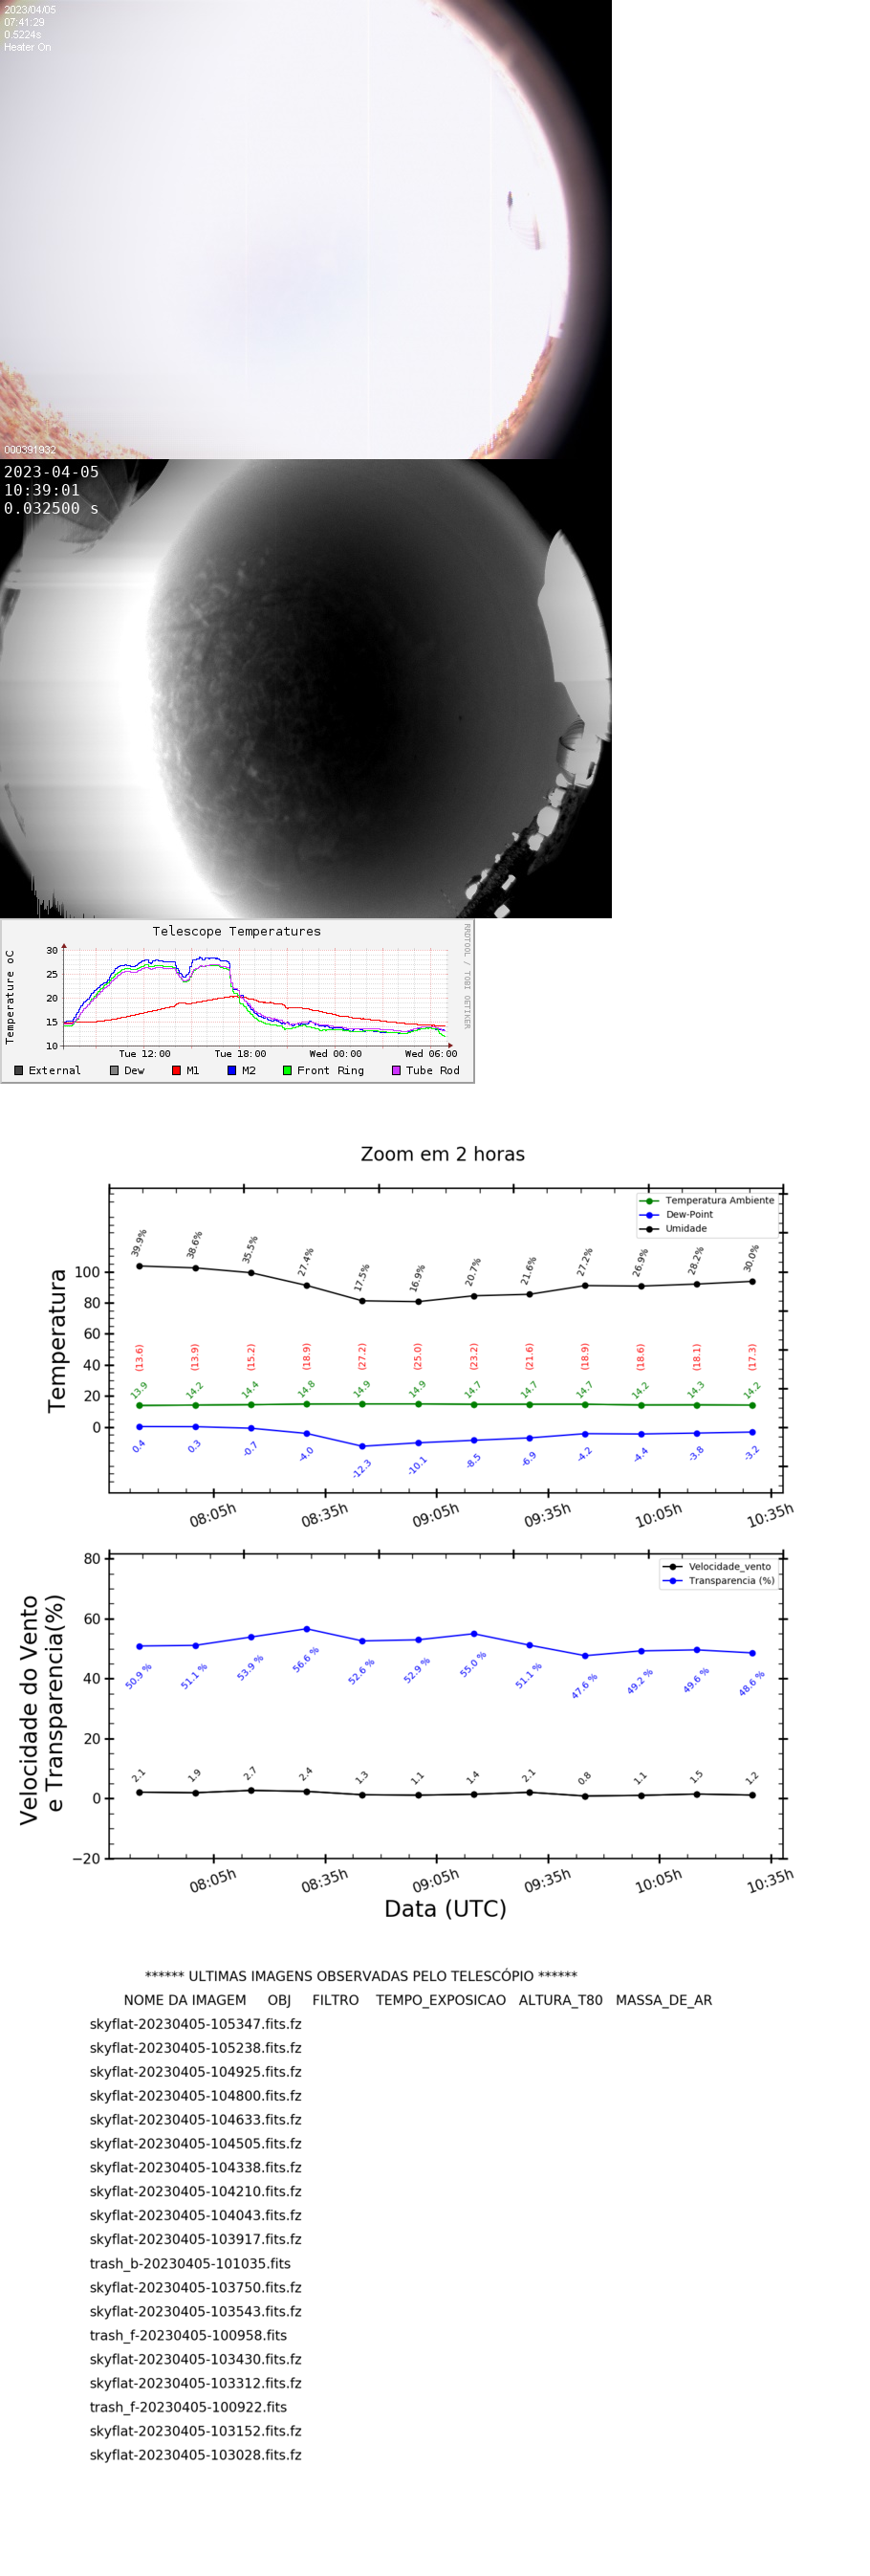 2023/04/05
07:41:29
0.5224s
Heater On
000391932
2023-04-05
10:39:01
0.032500 s
Telescope Temperatures
RRDTOOL / TOBI OETIKER
Temperature oC
30
25
20
15
10
Tue 12:00 Tue 18:00 Wed 00:00 Wed 06:00
External Dew M1 M2 Front Ring Tube Rod
Zoom em 2 horas
Temperatura Ambiente
Dew-Point
Umidade
Temperatura
100
80
60
40
20
0
39.9% 38.6% 35.5% 27.4% 17.5% 16.9% 20.7% 21.6% 27.2% 26.9% 28.2% 30.0%
(13.6) (13.9) (15.2) (18.9) (27.2) (25.0) (23.2) (21.6) (18.9) (18.6) (18.1) (17.3)
13.9 14.2 14.4 14.8 14.9 14.9 14.7 14.7 14.7 14.2 14.3 14.2
0.4 0.3 -0.7 -4.0 -12.3 -10.1 -8.5 -6.9 -4.2 -4.4 -3.8 -3.2
08:05h 08:35h 09:05h 09:35h 10:05h 10:35h
Velocidade_vento
Transparencia (%)
Velocidade do Vento
e Transparencia(%)
80
60
40
20
0
−20
50.9 % 51.1 % 53.9 % 56.6 % 52.6 % 52.9 % 55.0 % 51.1 % 47.6 % 49.2 % 49.6 % 48.6 %
2.1 1.9 2.7 2.4 1.3 1.1 1.4 2.1 0.8 1.1 1.5 1.2
08:05h 08:35h 09:05h 09:35h 10:05h 10:35h
Data (UTC)
****** ULTIMAS IMAGENS OBSERVADAS PELO TELESCÓPIO ******
NOME DA IMAGEM OBJ FILTRO TEMPO_EXPOSICAO ALTURA_T80 MASSA_DE_AR
skyflat-20230405-105347.fits.fz
skyflat-20230405-105238.fits.fz
skyflat-20230405-104925.fits.fz
skyflat-20230405-104800.fits.fz
skyflat-20230405-104633.fits.fz
skyflat-20230405-104505.fits.fz
skyflat-20230405-104338.fits.fz
skyflat-20230405-104210.fits.fz
skyflat-20230405-104043.fits.fz
skyflat-20230405-103917.fits.fz
trash_b-20230405-101035.fits
skyflat-20230405-103750.fits.fz
skyflat-20230405-103543.fits.fz
trash_f-20230405-100958.fits
skyflat-20230405-103430.fits.fz
skyflat-20230405-103312.fits.fz
trash_f-20230405-100922.fits
skyflat-20230405-103152.fits.fz
skyflat-20230405-103028.fits.fz